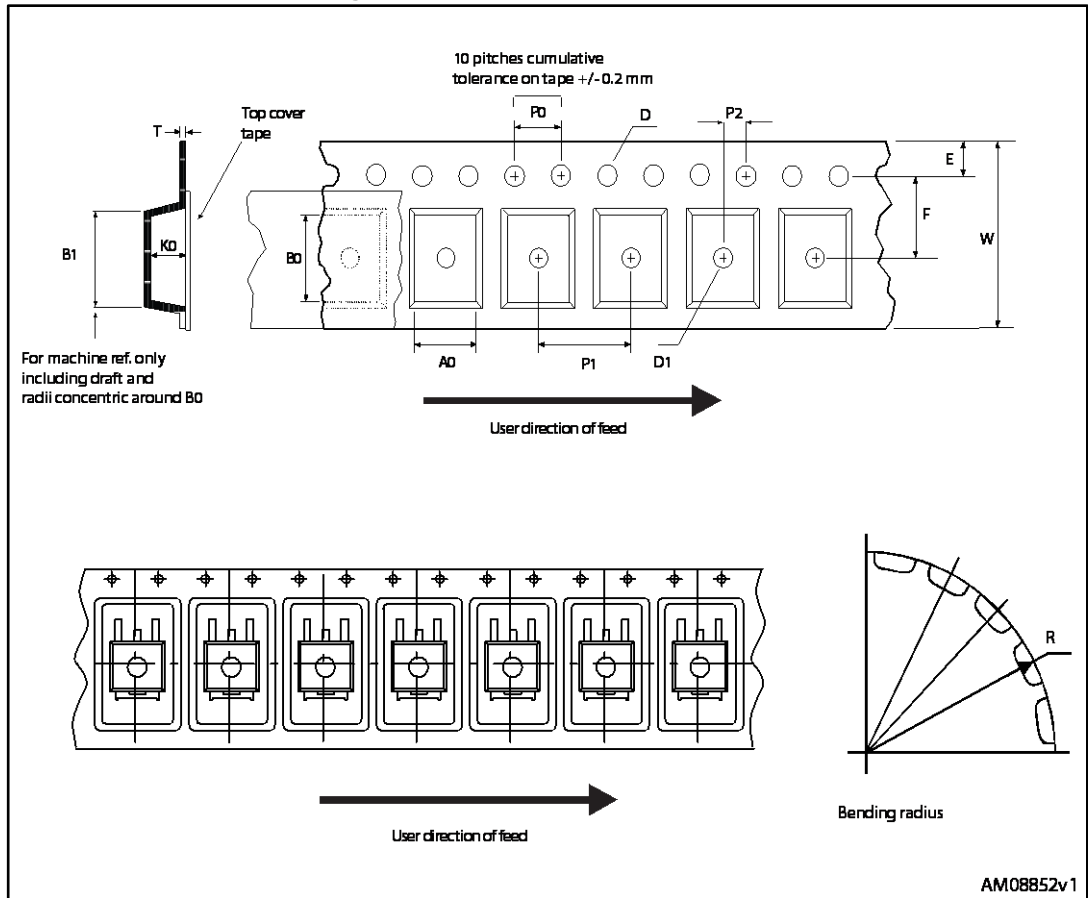 10 pitches cumulative
tolerance on tape +/- 0.2 mm
Top cover
tape
T
P0
D
P2
E
F
W
B1
K0
B0
For machine ref. only
including draft and
radii concentric around B0
A0
P1
D1
User direction of feed
R
Bending radius
User direction of feed
AM08852v1